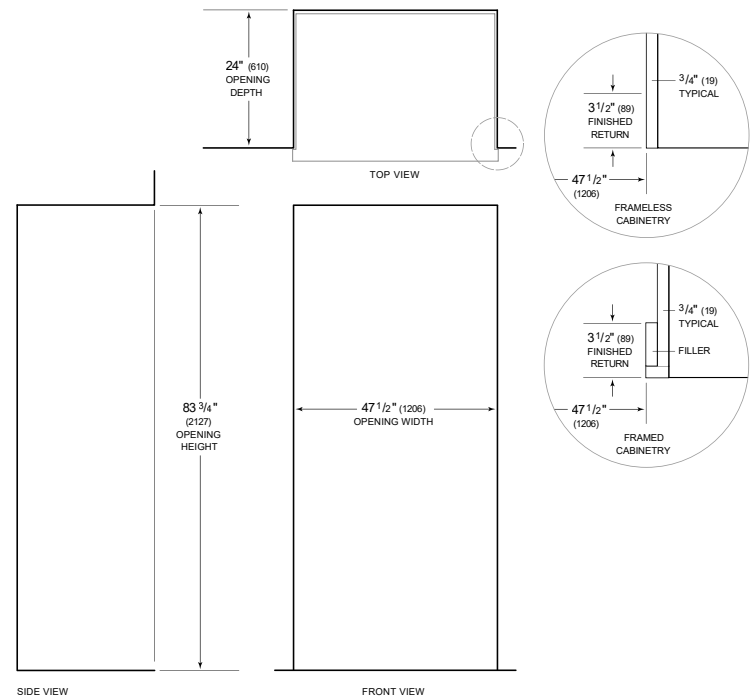 24" (610)
OPENING
DEPTH
TOP VIEW
3/4" (19)
TYPICAL
3 1/2" (89)
FINISHED
RETURN
47 1/2"
(1206)
FRAMELESS
CABINETRY
3/4" (19)
TYPICAL
3 1/2" (89)
FINISHED
RETURN
FILLER
47 1/2"
(1206)
FRAMED
CABINETRY
83 3/4"
(2127)
OPENING
HEIGHT
47 1/2" (1206)
OPENING WIDTH
SIDE VIEW
FRONT VIEW